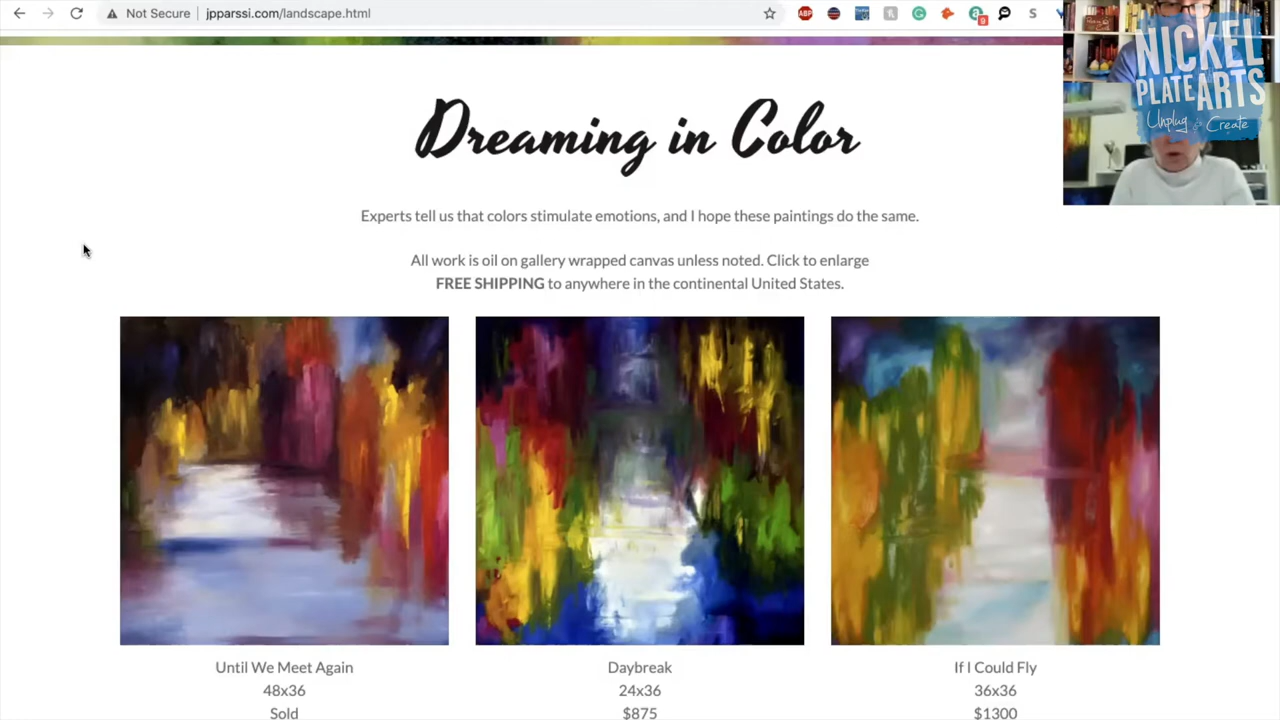 Not Secure | jpparssi.com/landscape.html
ABP
9
S
NICKEL
PLATE ARTS
Unplug & Create
Dreaming in Color
Experts tell us that colors stimulate emotions, and I hope these paintings do the same.
All work is oil on gallery wrapped canvas unless noted. Click to enlarge
FREE SHIPPING to anywhere in the continental United States.
Until We Meet Again
48x36
Sold
Daybreak
24x36
$875
If I Could Fly
36x36
$1300